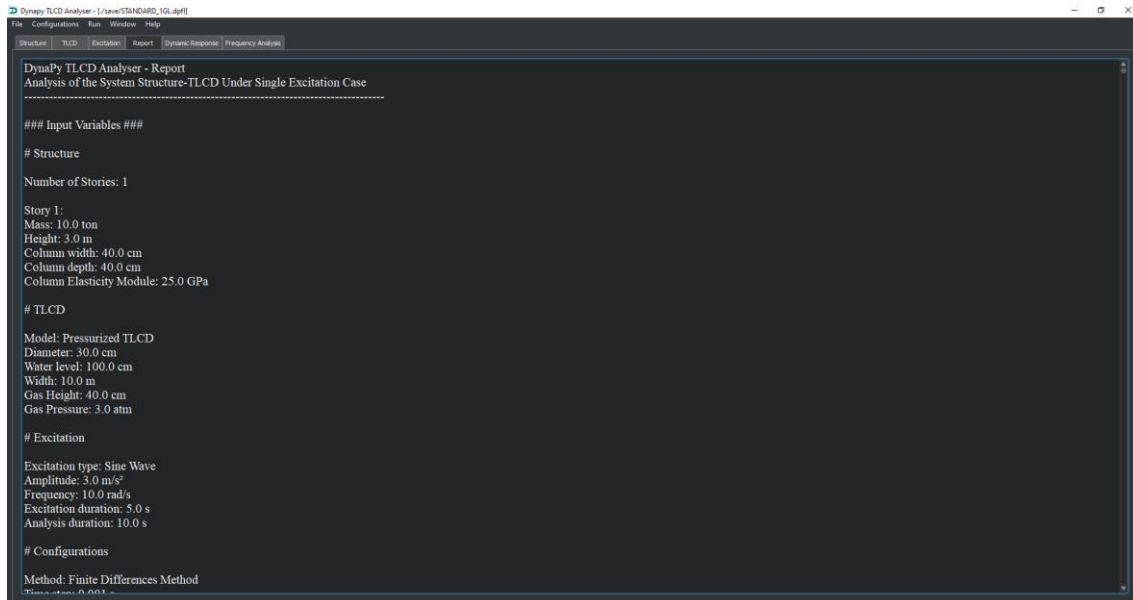 Dynapy TLCD Analyser - [./save/STANDARD_1GL.dpfl]
File Configurations Run Window Help
Structure TLCD Excitation Report Dynamic Response Frequency Analysis
DynaPy TLCD Analyser - Report
Analysis of the System Structure-TLCD Under Single Excitation Case
------------------------------------------------------------------------------------
### Input Variables ###
# Structure
Number of Stories: 1
Story 1:
Mass: 10.0 ton
Height: 3.0 m
Column width: 40.0 cm
Column depth: 40.0 cm
Column Elasticity Module: 25.0 GPa
# TLCD
Model: Pressurized TLCD
Diameter: 30.0 cm
Water level: 100.0 cm
Width: 10.0 m
Gas Height: 40.0 cm
Gas Pressure: 3.0 atm
# Excitation
Excitation type: Sine Wave
Amplitude: 3.0 m/s²
Frequency: 10.0 rad/s
Excitation duration: 5.0 s
Analysis duration: 10.0 s
# Configurations
Method: Finite Differences Method
Time step: 0.001 s